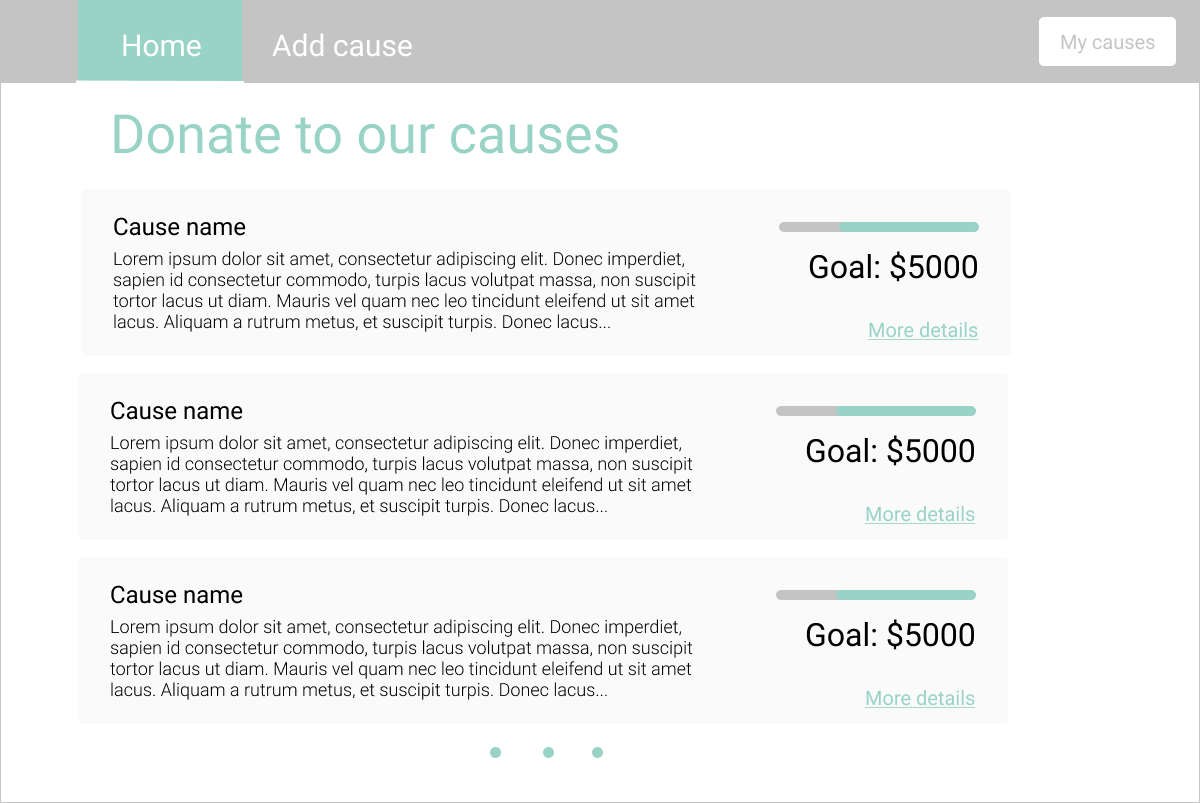 Home
Add cause
My causes
Donate to our causes
Cause name
Lorem ipsum dolor sit amet, consectetur adipiscing elit. Donec imperdiet,
sapien id consectetur commodo, turpis lacus volutpat massa, non suscipit
tortor lacus ut diam. Mauris vel quam nec leo tincidunt eleifend ut sit amet
lacus. Aliquam a rutrum metus, et suscipit turpis. Donec lacus...
Goal: $5000
More details
Cause name
Lorem ipsum dolor sit amet, consectetur adipiscing elit. Donec imperdiet,
sapien id consectetur commodo, turpis lacus volutpat massa, non suscipit
tortor lacus ut diam. Mauris vel quam nec leo tincidunt eleifend ut sit amet
lacus. Aliquam a rutrum metus, et suscipit turpis. Donec lacus...
Goal: $5000
More details
Cause name
Lorem ipsum dolor sit amet, consectetur adipiscing elit. Donec imperdiet,
sapien id consectetur commodo, turpis lacus volutpat massa, non suscipit
tortor lacus ut diam. Mauris vel quam nec leo tincidunt eleifend ut sit amet
lacus. Aliquam a rutrum metus, et suscipit turpis. Donec lacus...
Goal: $5000
More details